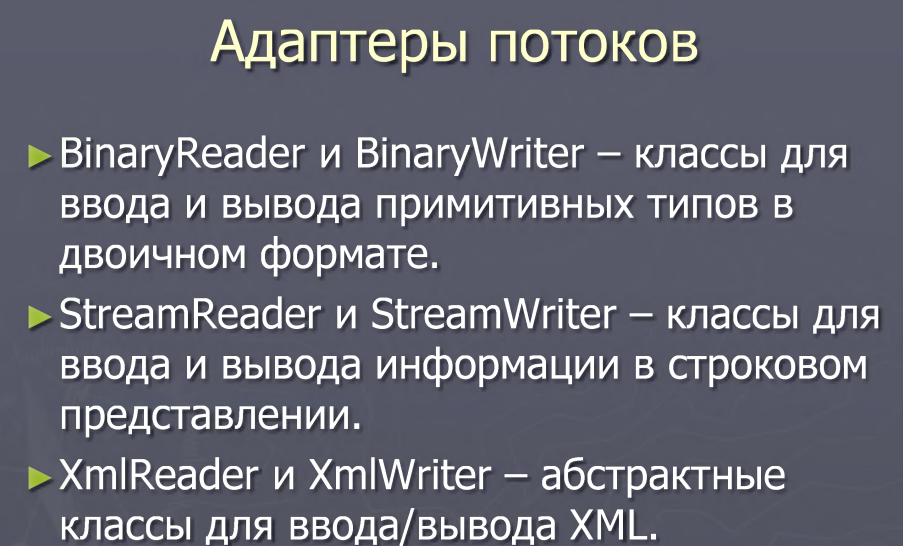 Адаптеры потоков
►BinaryReader и BinaryWriter – классы для
ввода и вывода примитивных типов в
двоичном формате.
►StreamReader и StreamWriter – классы для
ввода и вывода информации в строковом
представлении.
►XmlReader и XmlWriter – абстрактные
классы для ввода/вывода XML.